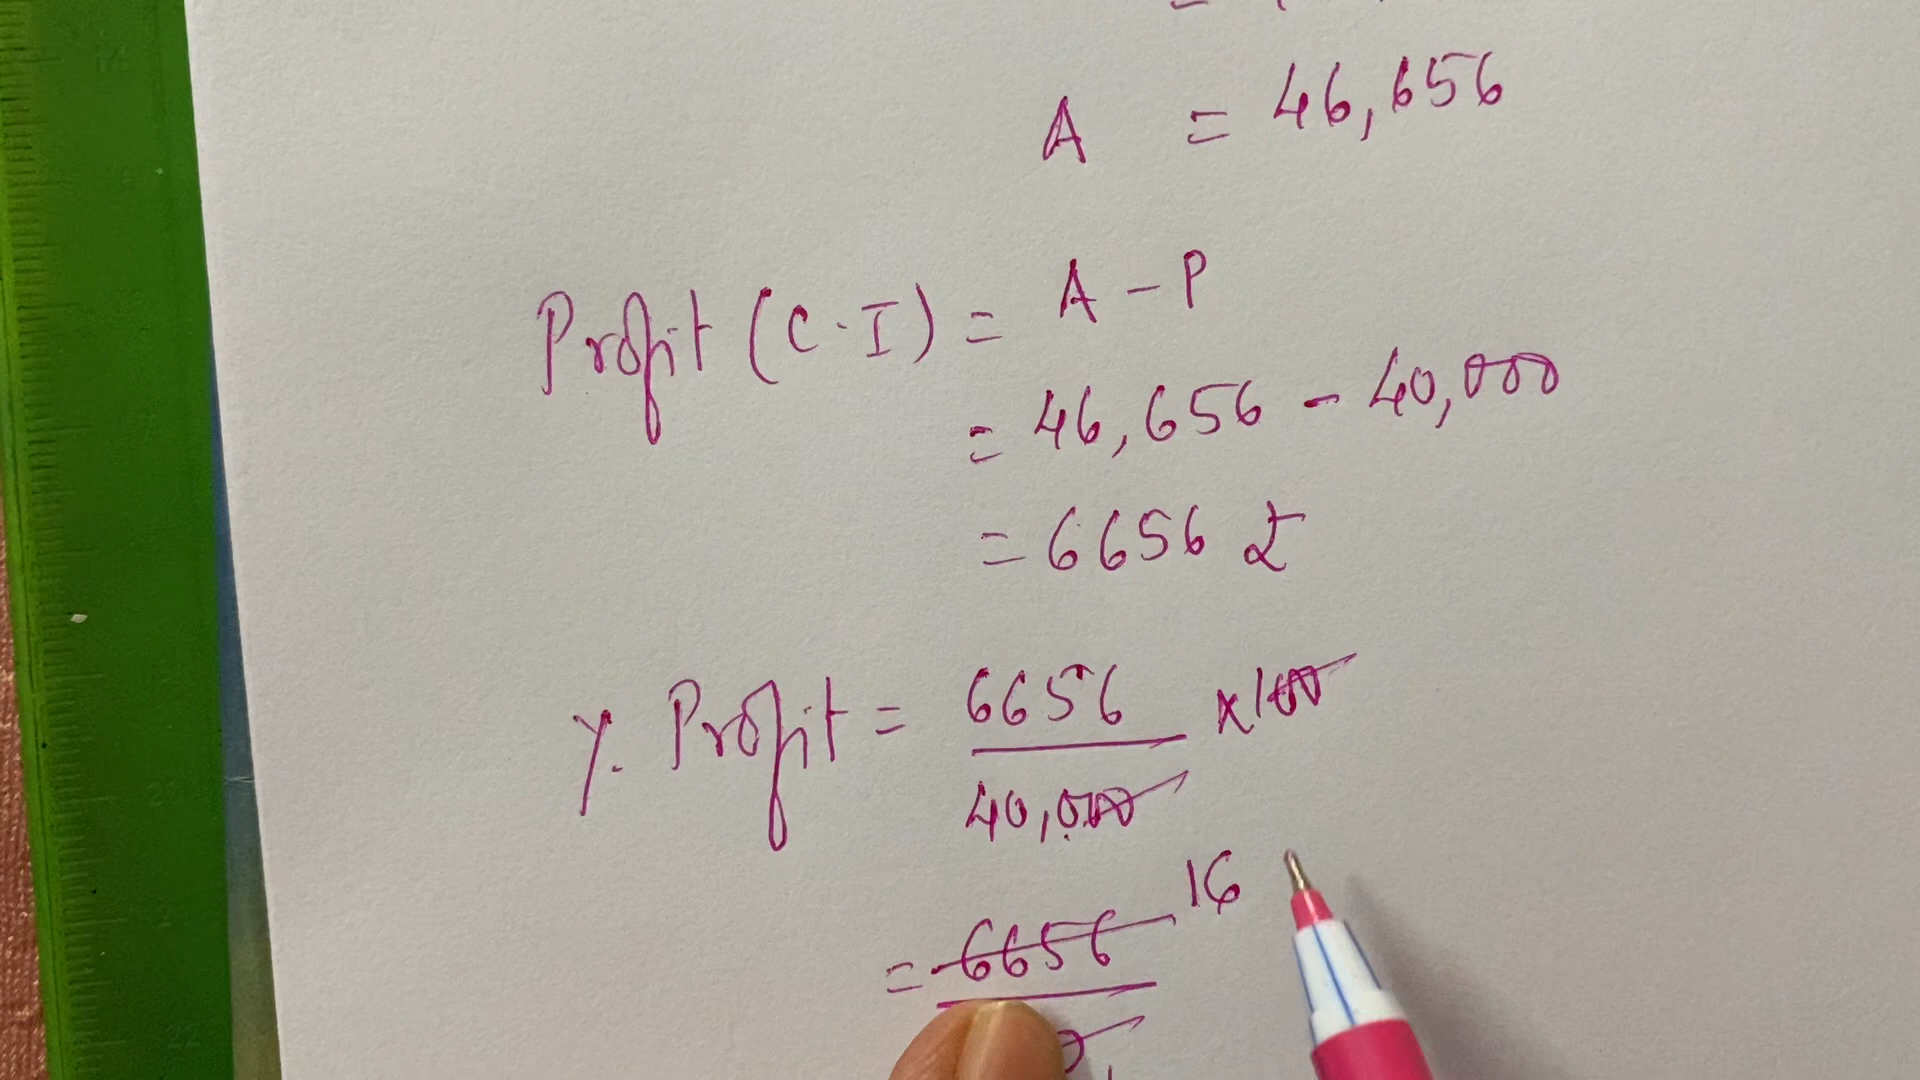 A = 46,656
Profit (C.I) = A - P
= 46,656 - 40,000
= 6656 ₹
% Profit = 6656 x100
40,000
16
= 6656